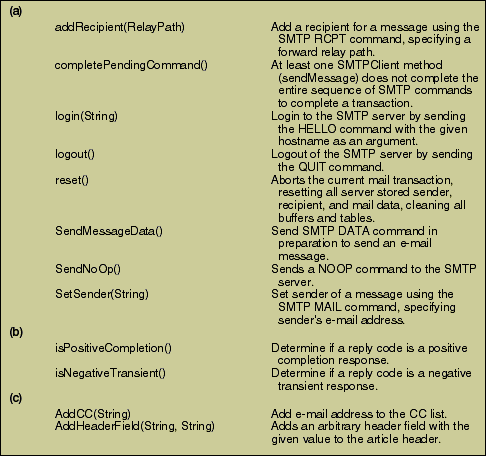 (a)
addRecipient(RelayPath) Add a recipient for a message using the
SMTP RCPT command, specifying a
forward relay path.
completePendingCommand() At least one SMTPClient method
(sendMessage) does not complete the
entire sequence of SMTP commands
to complete a transaction.
login(String) Login to the SMTP server by sending
the HELLO command with the given
hostname as an argument.
logout() Logout of the SMTP server by sending
the QUIT command.
reset() Aborts the current mail transaction,
resetting all server stored sender,
recipient, and mail data, cleaning all
buffers and tables.
SendMessageData() Send SMTP DATA command in
preparation to send an e-mail
message.
SendNoOp() Sends a NOOP command to the SMTP
server.
SetSender(String) Set sender of a message using the
SMTP MAIL command, specifying
sender's e-mail address.
(b)
isPositiveCompletion() Determine if a reply code is a positive
completion response.
isNegativeTransient() Determine if a reply code is a negative
transient response.
(c)
AddCC(String) Add e-mail address to the CC list.
AddHeaderField(String, String) Adds an arbitrary header field with the
given value to the article header.